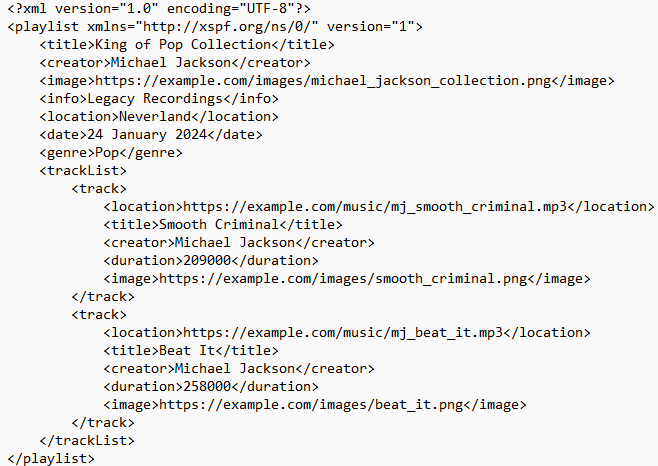 <?xml version="1.0" encoding="UTF-8"?>
<playlist xmlns="http://xspf.org/ns/0/" version="1">
    <title>King of Pop Collection</title>
    <creator>Michael Jackson</creator>
    <image>https://example.com/images/michael_jackson_collection.png</image>
    <info>Legacy Recordings</info>
    <location>Neverland</location>
    <date>24 January 2024</date>
    <genre>Pop</genre>
    <trackList>
        <track>
            <location>https://example.com/music/mj_smooth_criminal.mp3</location>
            <title>Smooth Criminal</title>
            <creator>Michael Jackson</creator>
            <duration>209000</duration>
            <image>https://example.com/images/smooth_criminal.png</image>
        </track>
        <track>
            <location>https://example.com/music/mj_beat_it.mp3</location>
            <title>Beat It</title>
            <creator>Michael Jackson</creator>
            <duration>258000</duration>
            <image>https://example.com/images/beat_it.png</image>
        </track>
    </trackList>
</playlist>